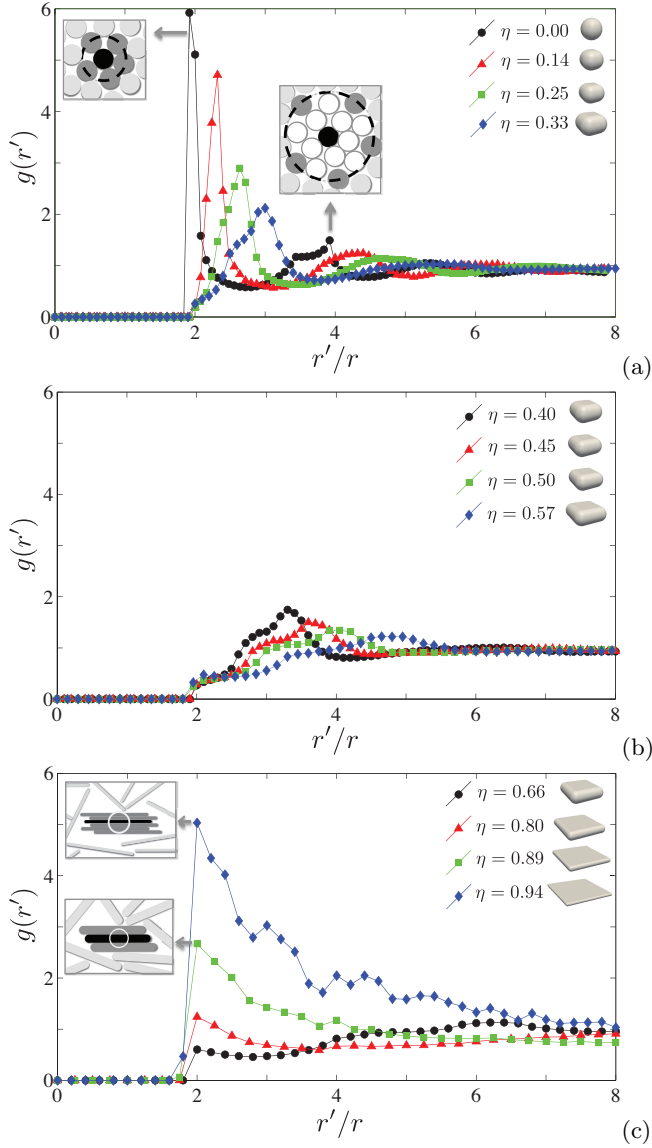 6
4
2
0
g(r′)
η = 0.00
η = 0.14
η = 0.25
η = 0.33
0 2 4 6 8
r′/r
(a)
6
4
2
0
g(r′)
η = 0.40
η = 0.45
η = 0.50
η = 0.57
0 2 4 6 8
r′/r
(b)
6
4
2
0
g(r′)
η = 0.66
η = 0.80
η = 0.89
η = 0.94
0 2 4 6 8
r′/r
(c)